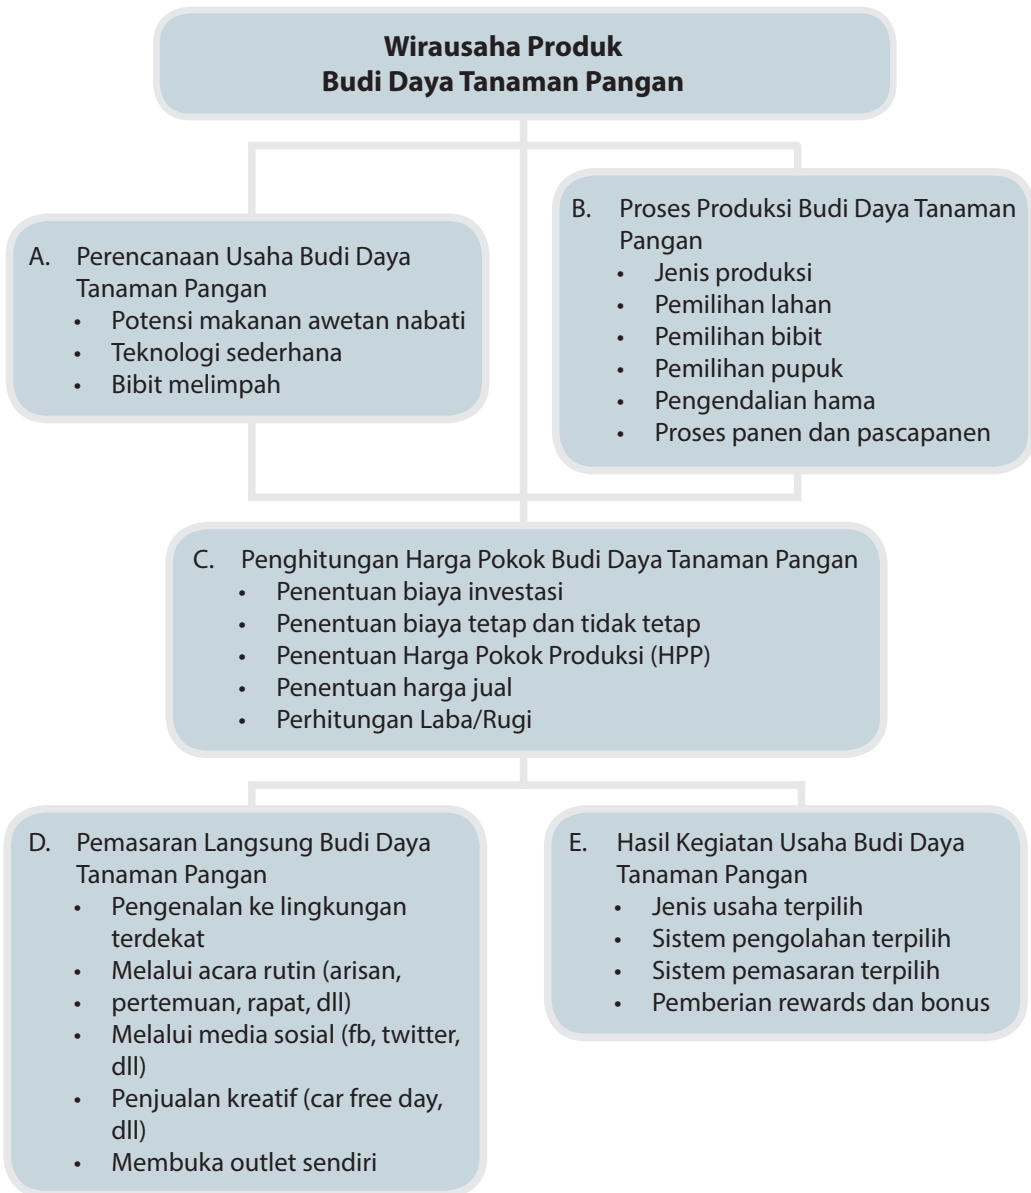 Wirausaha Produk
Budi Daya Tanaman Pangan
A. Perencanaan Usaha Budi Daya
Tanaman Pangan
• Potensi makanan awetan nabati
• Teknologi sederhana
• Bibit melimpah
B. Proses Produksi Budi Daya Tanaman
Pangan
• Jenis produksi
• Pemilihan lahan
• Pemilihan bibit
• Pemilihan pupuk
• Pengendalian hama
• Proses panen dan pascapanen
C. Penghitungan Harga Pokok Budi Daya Tanaman Pangan
• Penentuan biaya investasi
• Penentuan biaya tetap dan tidak tetap
• Penentuan Harga Pokok Produksi (HPP)
• Penentuan harga jual
• Perhitungan Laba/Rugi
D. Pemasaran Langsung Budi Daya
Tanaman Pangan
• Pengenalan ke lingkungan
terdekat
• Melalui acara rutin (arisan,
• pertemuan, rapat, dll)
• Melalui media sosial (fb, twitter,
dll)
• Penjualan kreatif (car free day,
dll)
• Membuka outlet sendiri
E. Hasil Kegiatan Usaha Budi Daya
Tanaman Pangan
• Jenis usaha terpilih
• Sistem pengolahan terpilih
• Sistem pemasaran terpilih
• Pemberian rewards dan bonus